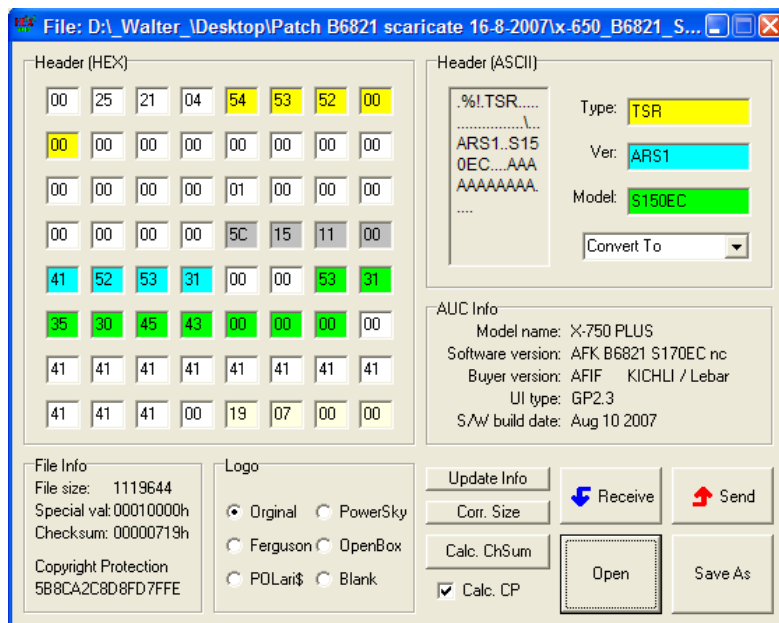 File: D:\_Walter_\Desktop\Patch B6821 scaricate 16-8-2007\x-650_B6821_S...
Header (HEX)
00 25 21 04 54 53 52 00
00 00 00 00 00 00 00 00
00 00 00 00 01 00 00 00
00 00 00 00 5C 15 11 00
41 52 53 31 00 00 53 31
35 30 45 43 00 00 00 00
41 41 41 41 41 41 41 41
41 41 41 00 19 07 00 00
Header (ASCII)
.%!.TSR.....
................\...
ARS1..S15
0EC....AAA
AAAAAAAA.
....
Type: TSR
Ver: ARS1
Model: S150EC
Convert To
AUC Info
Model name: X-750 PLUS
Software version: AFK B6821 S170EC nc
Buyer version: AFIF KICHLI / Lebar
UI type: GP2.3
S/W build date: Aug 10 2007
File Info
File size: 1119644
Special val: 00010000h
Checksum: 00000719h
Copyright Protection
5B8CA2C8D8FD7FFE
Logo
Orginal PowerSky
Ferguson OpenBox
POLari$ Blank
Update Info
Corr. Size
Calc. ChSum
Calc. CP
Receive
Send
Open
Save As